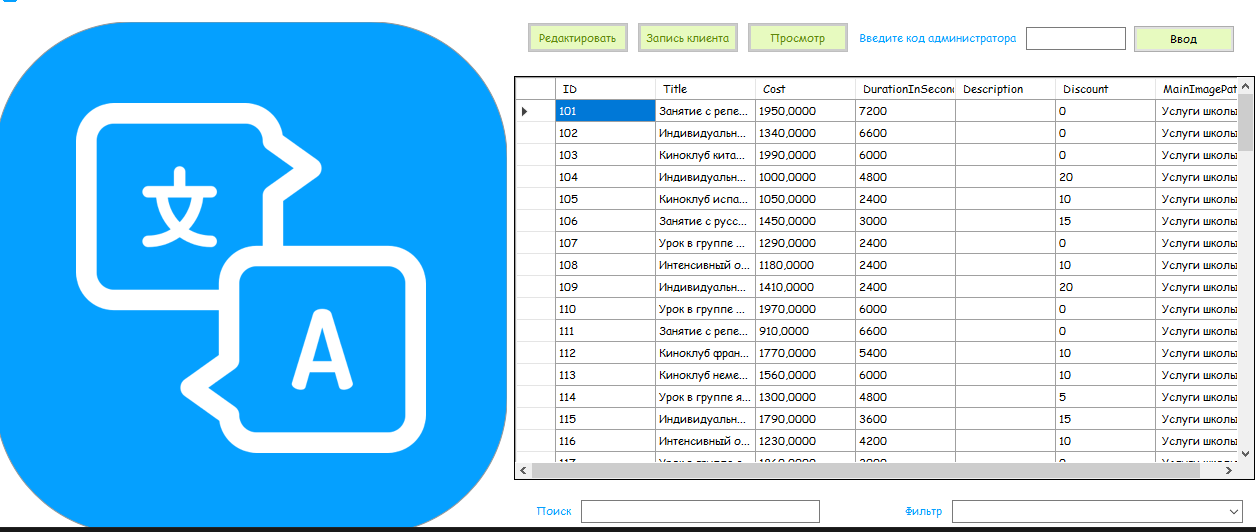 Редактировать Запись клиента Просмотр Введите код администратора Ввод
文
A
ID Title Cost DurationInSecond Description Discount MainImagePat
101 Занятие с репе... 1950,0000 7200 0 Услуги школы
102 Индивидуальн... 1340,0000 6600 0 Услуги школы
103 Киноклуб кита... 1990,0000 6000 0 Услуги школы
104 Индивидуальн... 1000,0000 4800 20 Услуги школы
105 Киноклуб испа... 1050,0000 2400 10 Услуги школы
106 Занятие с русс... 1450,0000 3000 15 Услуги школы
107 Урок в группе ... 1290,0000 2400 0 Услуги школы
108 Интенсивный о... 1180,0000 2400 10 Услуги школы
109 Индивидуальн... 1410,0000 2400 20 Услуги школы
110 Урок в группе ... 1970,0000 6000 0 Услуги школы
111 Занятие с репе... 910,0000 6600 0 Услуги школы
112 Киноклуб фран... 1770,0000 5400 10 Услуги школы
113 Киноклуб неме... 1560,0000 6000 10 Услуги школы
114 Урок в группе я... 1300,0000 4800 5 Услуги школы
115 Индивидуальн... 1790,0000 3600 15 Услуги школы
116 Интенсивный о... 1230,0000 4200 10 Услуги школы
Поиск Фильтр